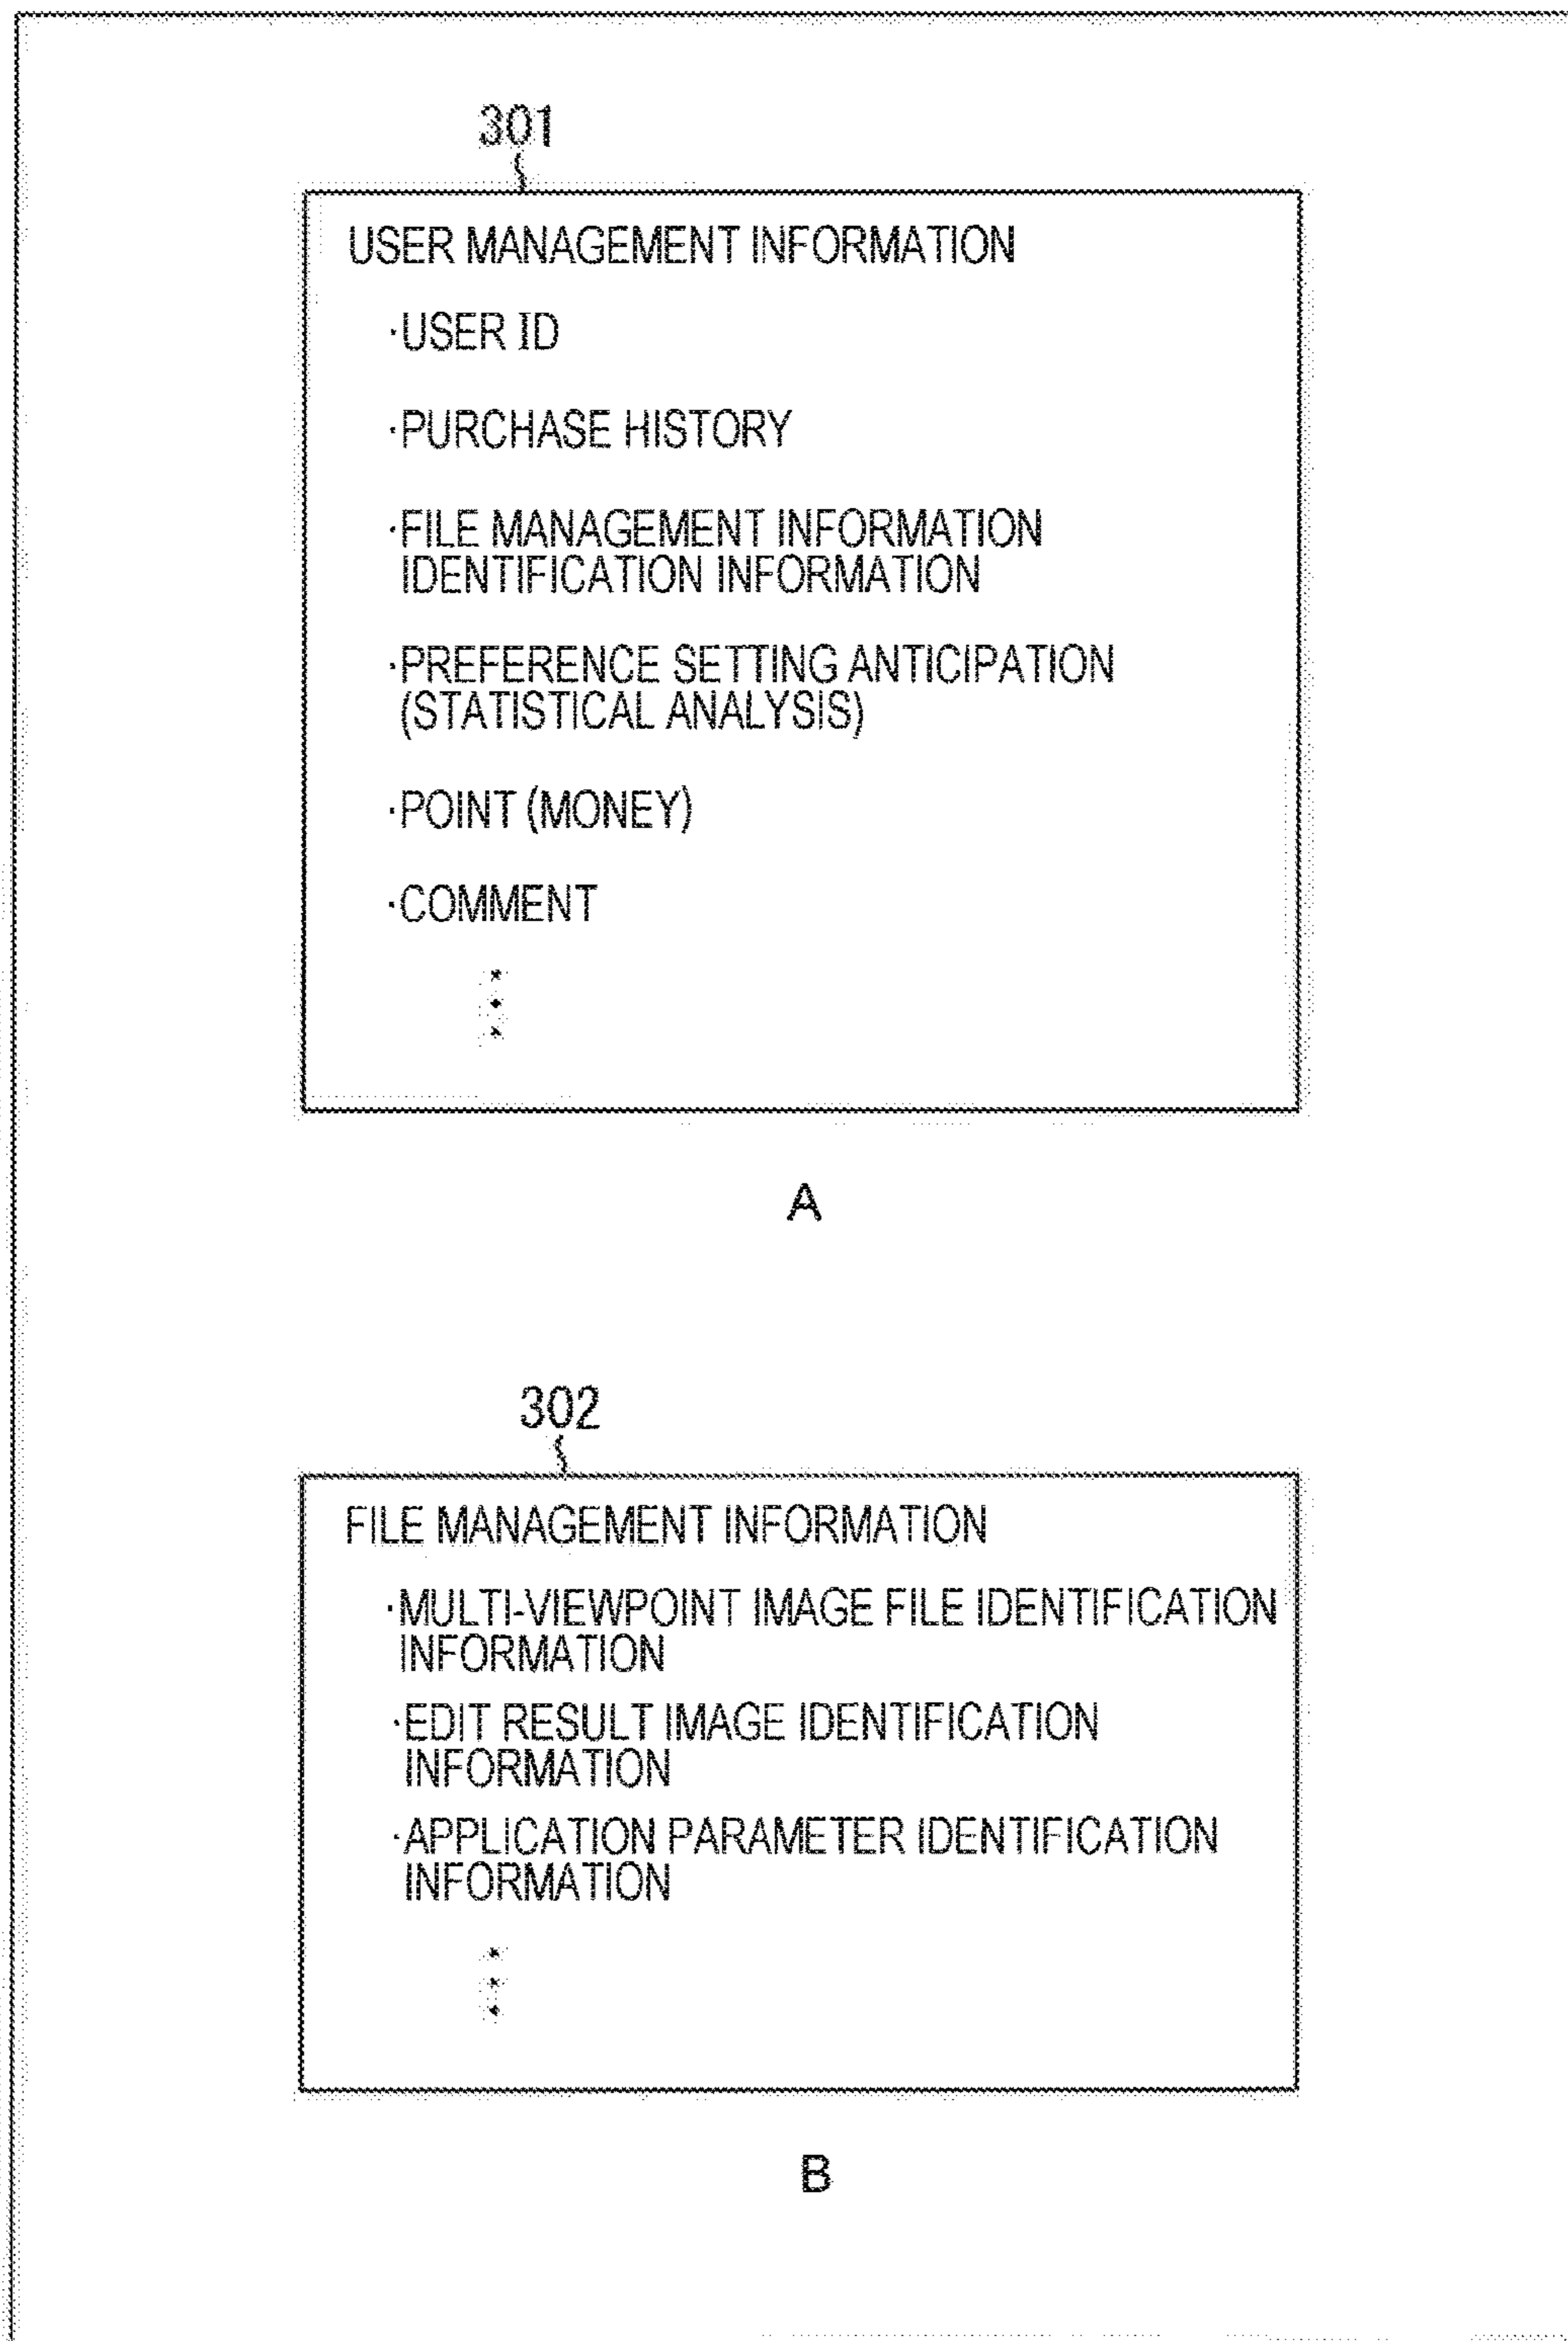 301
USER MANAGEMENT INFORMATION
·USER ID
·PURCHASE HISTORY
·FILE MANAGEMENT INFORMATION
IDENTIFICATION INFORMATION
·PREFERENCE SETTING ANTICIPATION
(STATISTICAL ANALYSIS)
·POINT (MONEY)
·COMMENT
A
302
FILE MANAGEMENT INFORMATION
·MULTI-VIEWPOINT IMAGE FILE IDENTIFICATION
INFORMATION
·EDIT RESULT IMAGE IDENTIFICATION
INFORMATION
·APPLICATION PARAMETER IDENTIFICATION
INFORMATION
B